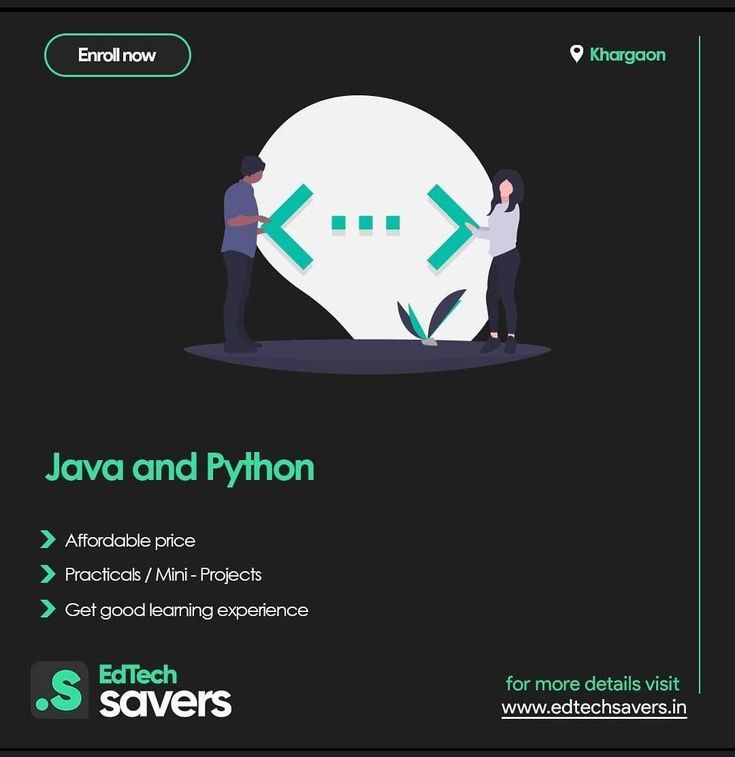 Enroll now
Khargaon
Java and Python
Affordable price
Practicals / Mini - Projects
Get good learning experience
.S
EdTech
savers
for more details visit
www.edtechsavers.in